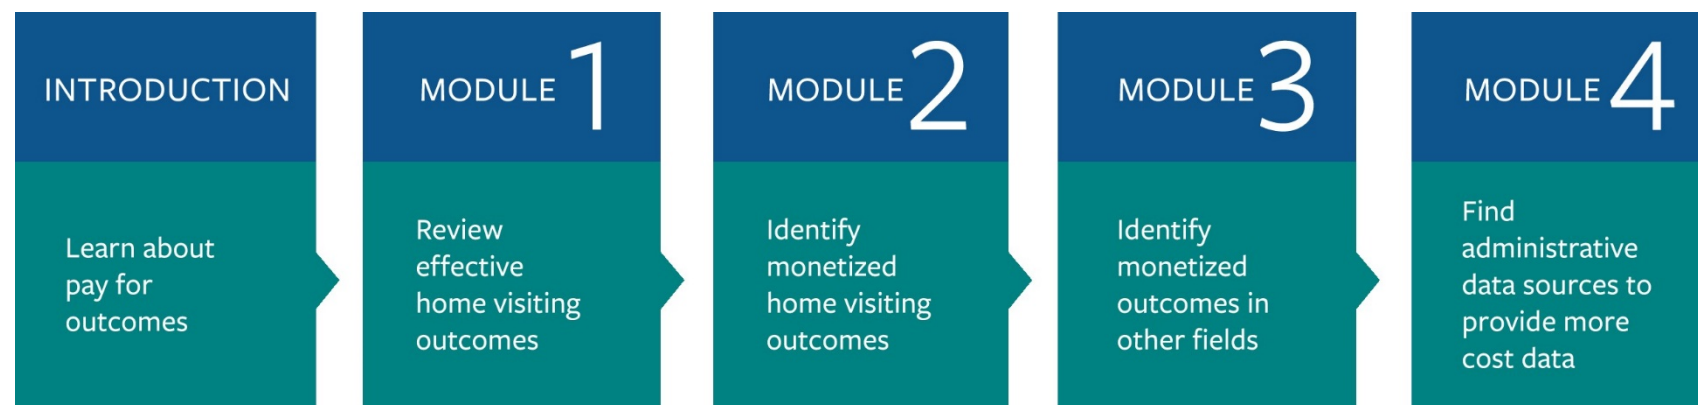 INTRODUCTION
Learn about
pay for
outcomes
MODULE 1
Review
effective
home visiting
outcomes
MODULE 2
Identify
monetized
home visiting
outcomes
MODULE 3
Identify
monetized
outcomes in
other fields
MODULE 4
Find
administrative
data sources to
provide more
cost data